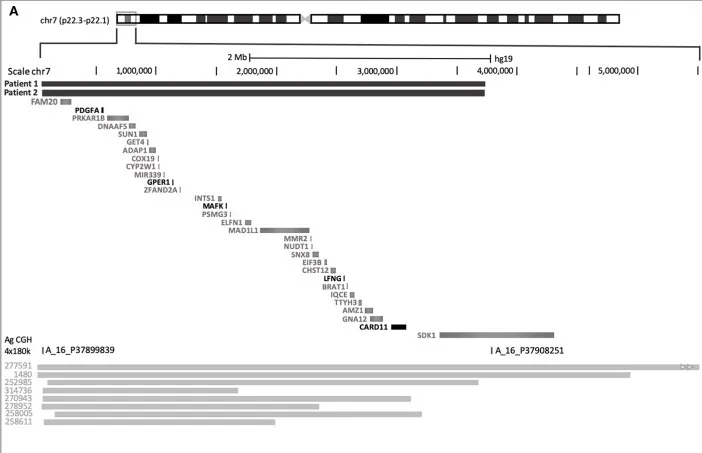 A
chr7 (p22.3-p22.1)
2 Mb hg19
Scale chr7 1,000,000 2,000,000 3,000,000 4,000,000 5,000,000
Patient 1
Patient 2
FAM20
PDGFA
PRKAR1B
DNAAF5
SUN1
GET4
ADAP1
COX19
CYP2W1
MIR339
GPER1
ZFAND2A
INTS1
MAFK
PSMG3
ELFN1
MAD1L1
MMR2
NUDT1
SNX8
EIF3B
CHST12
LFNG
BRAT1
IQCE
TTYH3
AMZ1
GNA12
CARD11
SDK1
Ag CGH
4x180k A_16_P37899839 A_16_P37908251
277591
1480
252985
314736
270943
278952
258005
258611